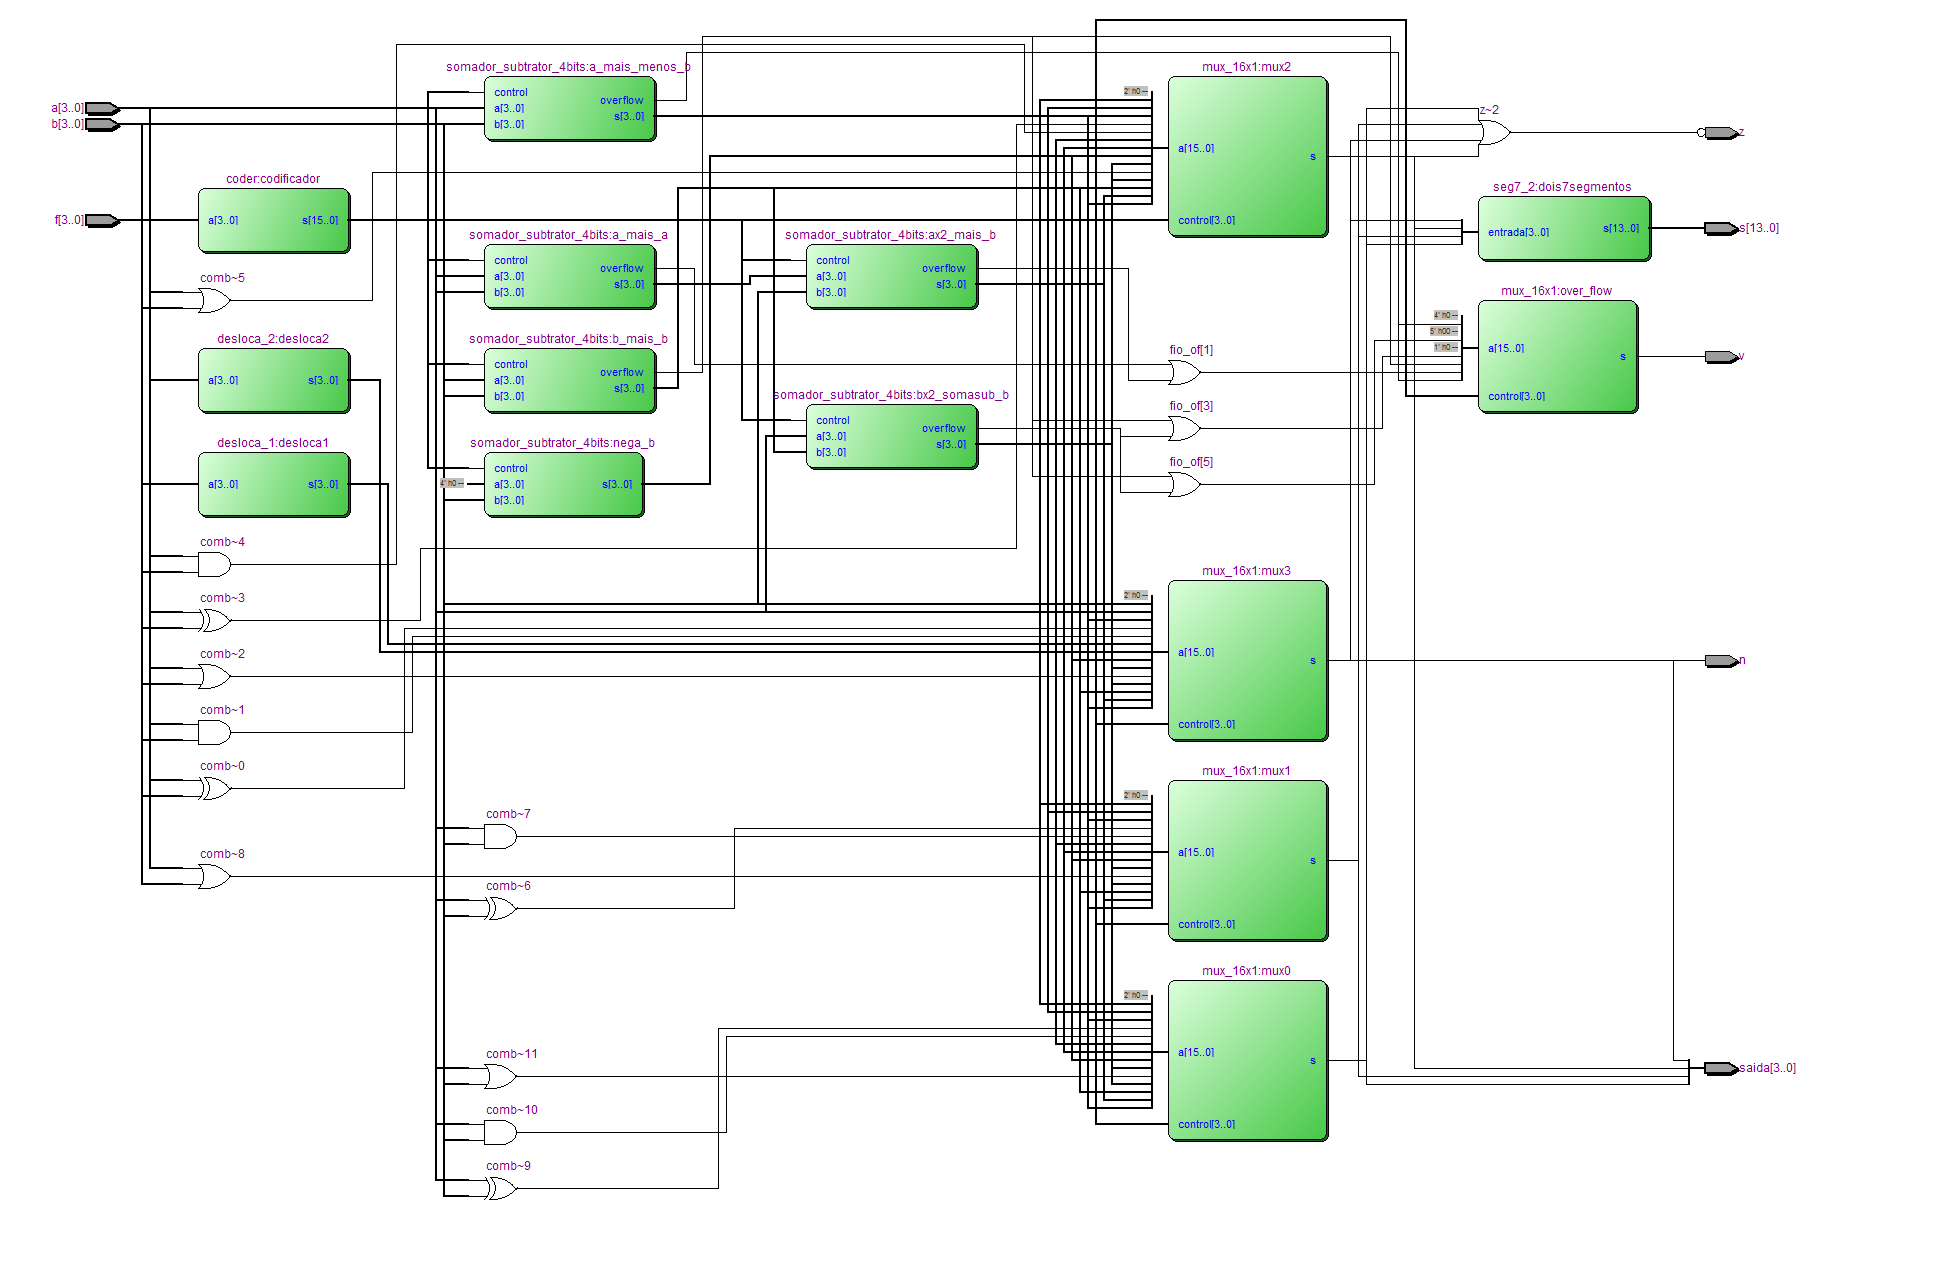 a[3..0]
b[3..0]
f[3..0]
coder:codificador
a[3..0] s[15..0]
comb~5
desloca_2:desloca2
a[3..0] s[3..0]
desloca_1:desloca1
a[3..0] s[3..0]
comb~4
comb~3
comb~2
comb~1
comb~0
comb~8
somador_subtrator_4bits:a_mais_menos_b
control
a[3..0]
b[3..0]
overflow
s[3..0]
somador_subtrator_4bits:a_mais_a
control
a[3..0]
b[3..0]
overflow
s[3..0]
somador_subtrator_4bits:b_mais_b
control
a[3..0]
b[3..0]
overflow
s[3..0]
somador_subtrator_4bits:nega_b
control
4' h0
a[3..0]
b[3..0]
s[3..0]
comb~7
comb~6
comb~11
comb~10
comb~9
somador_subtrator_4bits:ax2_mais_b
control
a[3..0]
b[3..0]
overflow
s[3..0]
somador_subtrator_4bits:bx2_somasub_b
control
a[3..0]
b[3..0]
overflow
s[3..0]
mux_16x1:mux2
2' h0
a[15..0]
s
control[3..0]
fio_of[1]
fio_of[3]
fio_of[5]
mux_16x1:mux3
2' h0
a[15..0]
s
control[3..0]
mux_16x1:mux1
2' h0
a[15..0]
s
control[3..0]
mux_16x1:mux0
2' h0
a[15..0]
s
control[3..0]
z~2
z
seg7_2:dois7segmentos
entrada[3..0] s[13..0]
s[13..0]
mux_16x1:over_flow
4' h0
5' h00
1' h0
a[15..0]
s
control[3..0]
v
n
saida[3..0]